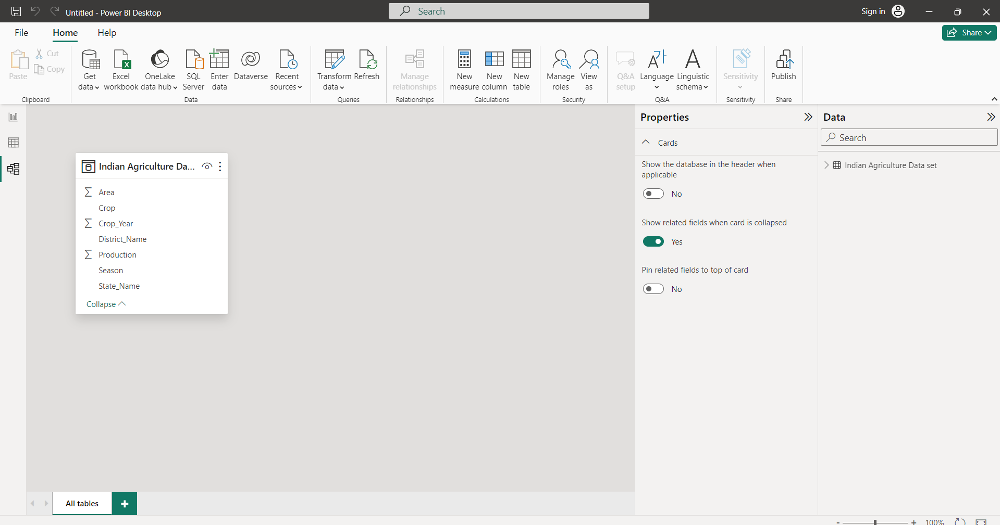 Untitled - Power BI Desktop
Search
Sign in
File
Home
Help
Share
Paste
Cut
Copy
Clipboard
Get data
Excel workbook
OneLake data hub
SQL Server
Enter data
Dataverse
Recent sources
Data
Transform data
Refresh
Queries
Manage relationships
Relationships
New measure
New column
New table
Calculations
Manage roles
View as
Security
Q&A setup
Language
Linguistic schema
Q&A
Sensitivity
Sensitivity
Publish
Share
Indian Agriculture Da...
Area
Crop
Crop_Year
District_Name
Production
Season
State_Name
Collapse
Properties
Cards
Show the database in the header when
applicable
No
Show related fields when card is collapsed
Yes
Pin related fields to top of card
No
Data
Search
Indian Agriculture Data set
All tables
+
- + 100%